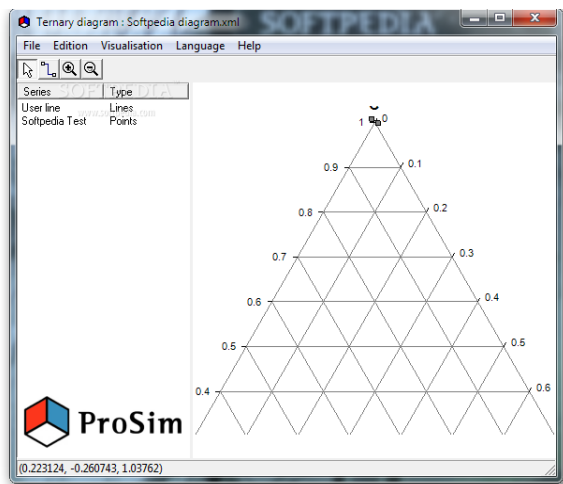 SOFTPEDIA
Ternary diagram : Softpedia diagram.xml
File Edition Visualisation Language Help
Series Type
User line Lines
Softpedia Test Points
1 0
0.9 0.1
0.8 0.2
0.7 0.3
0.6 0.4
0.5 0.5
0.4 0.6
ProSim
(0.223124, -0.260743, 1.03762)